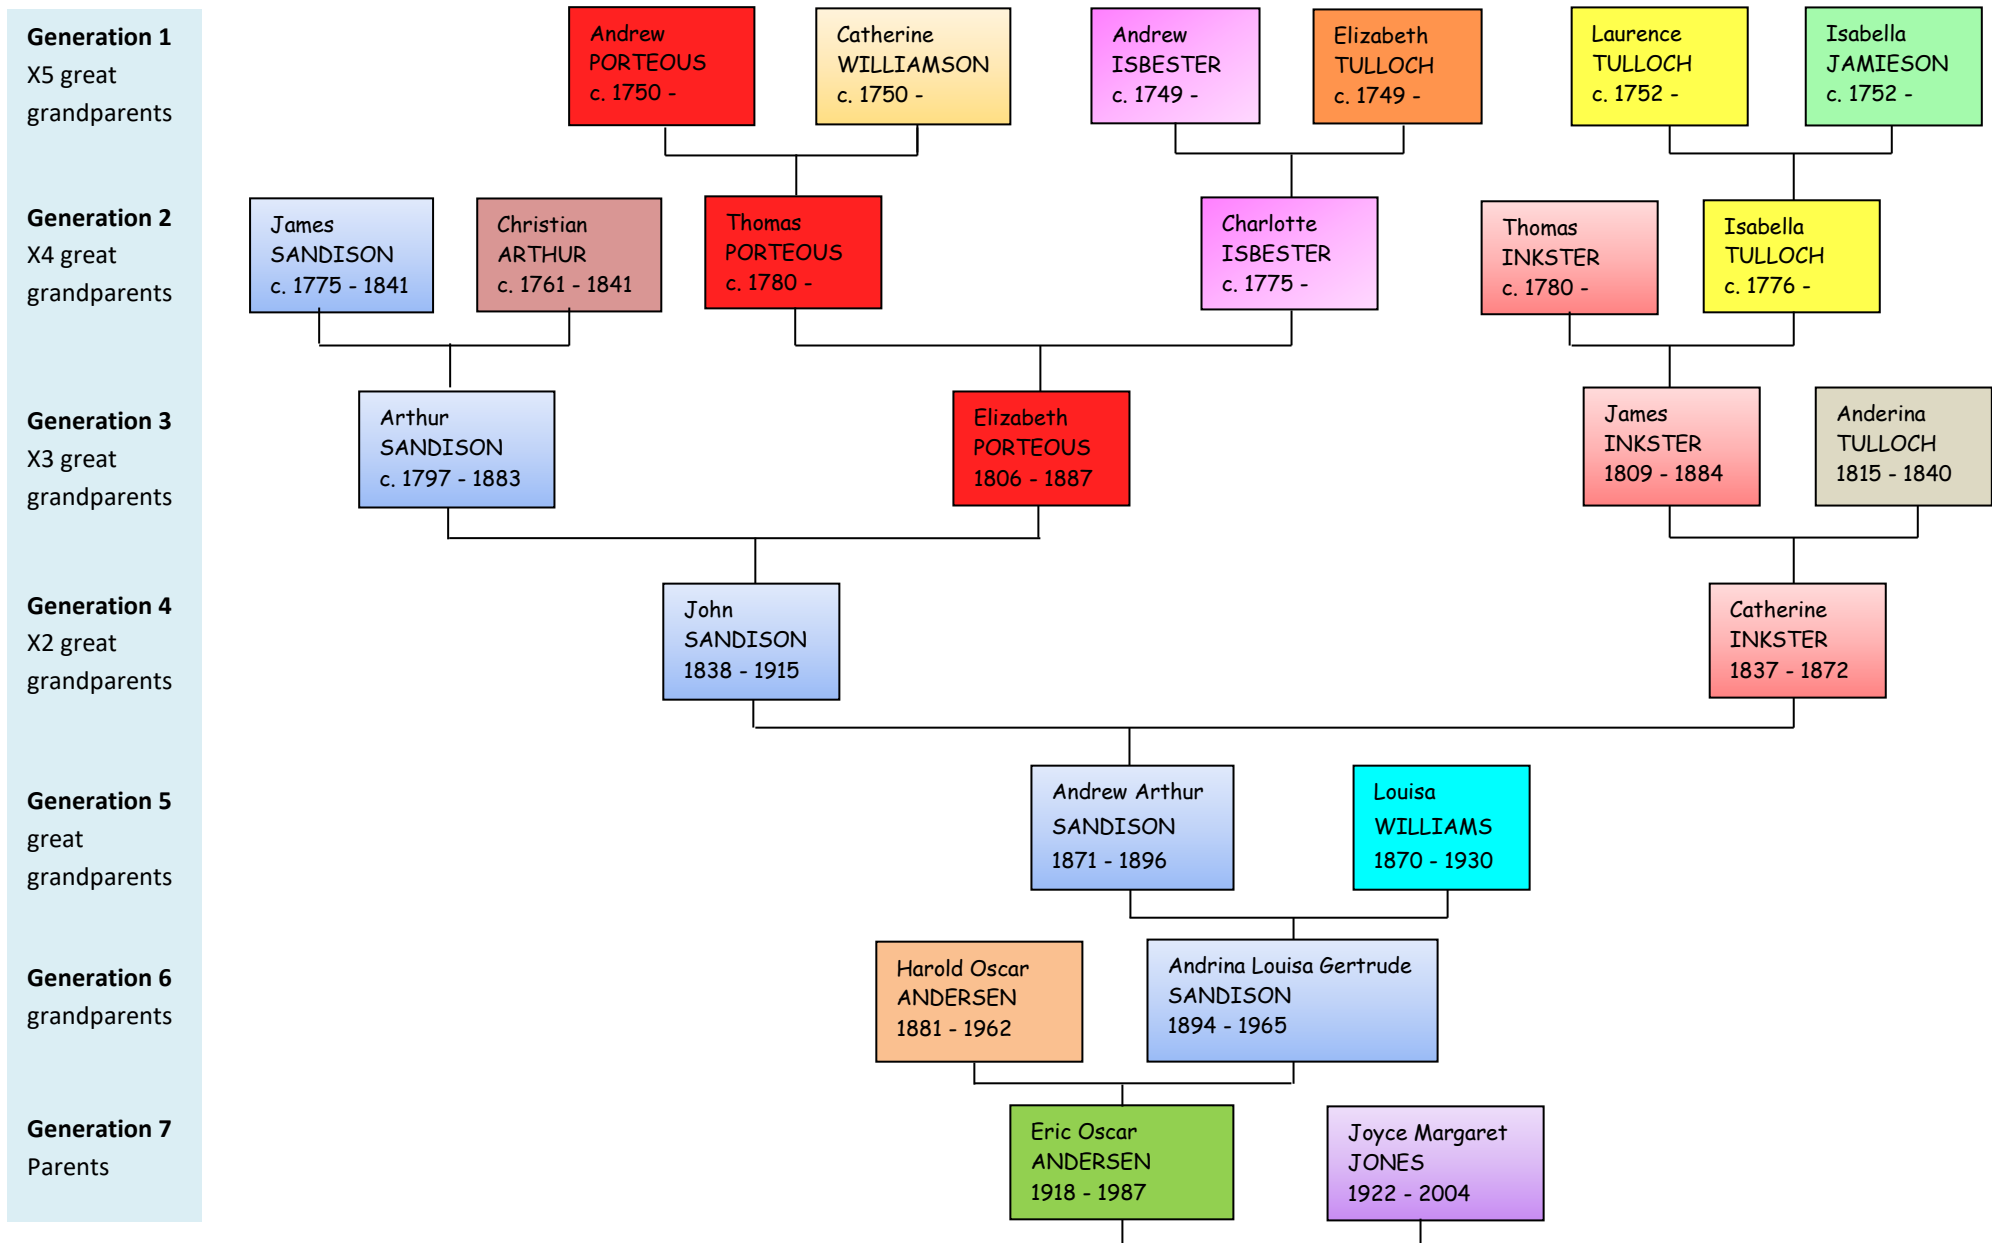 Generation 1
X5 great
grandparents
Andrew
PORTEOUS
c. 1750 -
Catherine
WILLIAMSON
c. 1750 -
Andrew
ISBESTER
c. 1749 -
Elizabeth
TULLOCH
c. 1749 -
Laurence
TULLOCH
c. 1752 -
Isabella
JAMIESON
c. 1752 -
Generation 2
X4 great
grandparents
James
SANDISON
c. 1775 - 1841
Christian
ARTHUR
c. 1761 - 1841
Thomas
PORTEOUS
c. 1780 -
Charlotte
ISBESTER
c. 1775 -
Thomas
INKSTER
c. 1780 -
Isabella
TULLOCH
c. 1776 -
Generation 3
X3 great
grandparents
Arthur
SANDISON
c. 1797 - 1883
Elizabeth
PORTEOUS
1806 - 1887
James
INKSTER
1809 - 1884
Anderina
TULLOCH
1815 - 1840
Generation 4
X2 great
grandparents
John
SANDISON
1838 - 1915
Catherine
INKSTER
1837 - 1872
Generation 5
great
grandparents
Andrew Arthur
SANDISON
1871 - 1896
Louisa
WILLIAMS
1870 - 1930
Generation 6
grandparents
Harold Oscar
ANDERSEN
1881 - 1962
Andrina Louisa Gertrude
SANDISON
1894 - 1965
Generation 7
Parents
Eric Oscar
ANDERSEN
1918 - 1987
Joyce Margaret
JONES
1922 - 2004